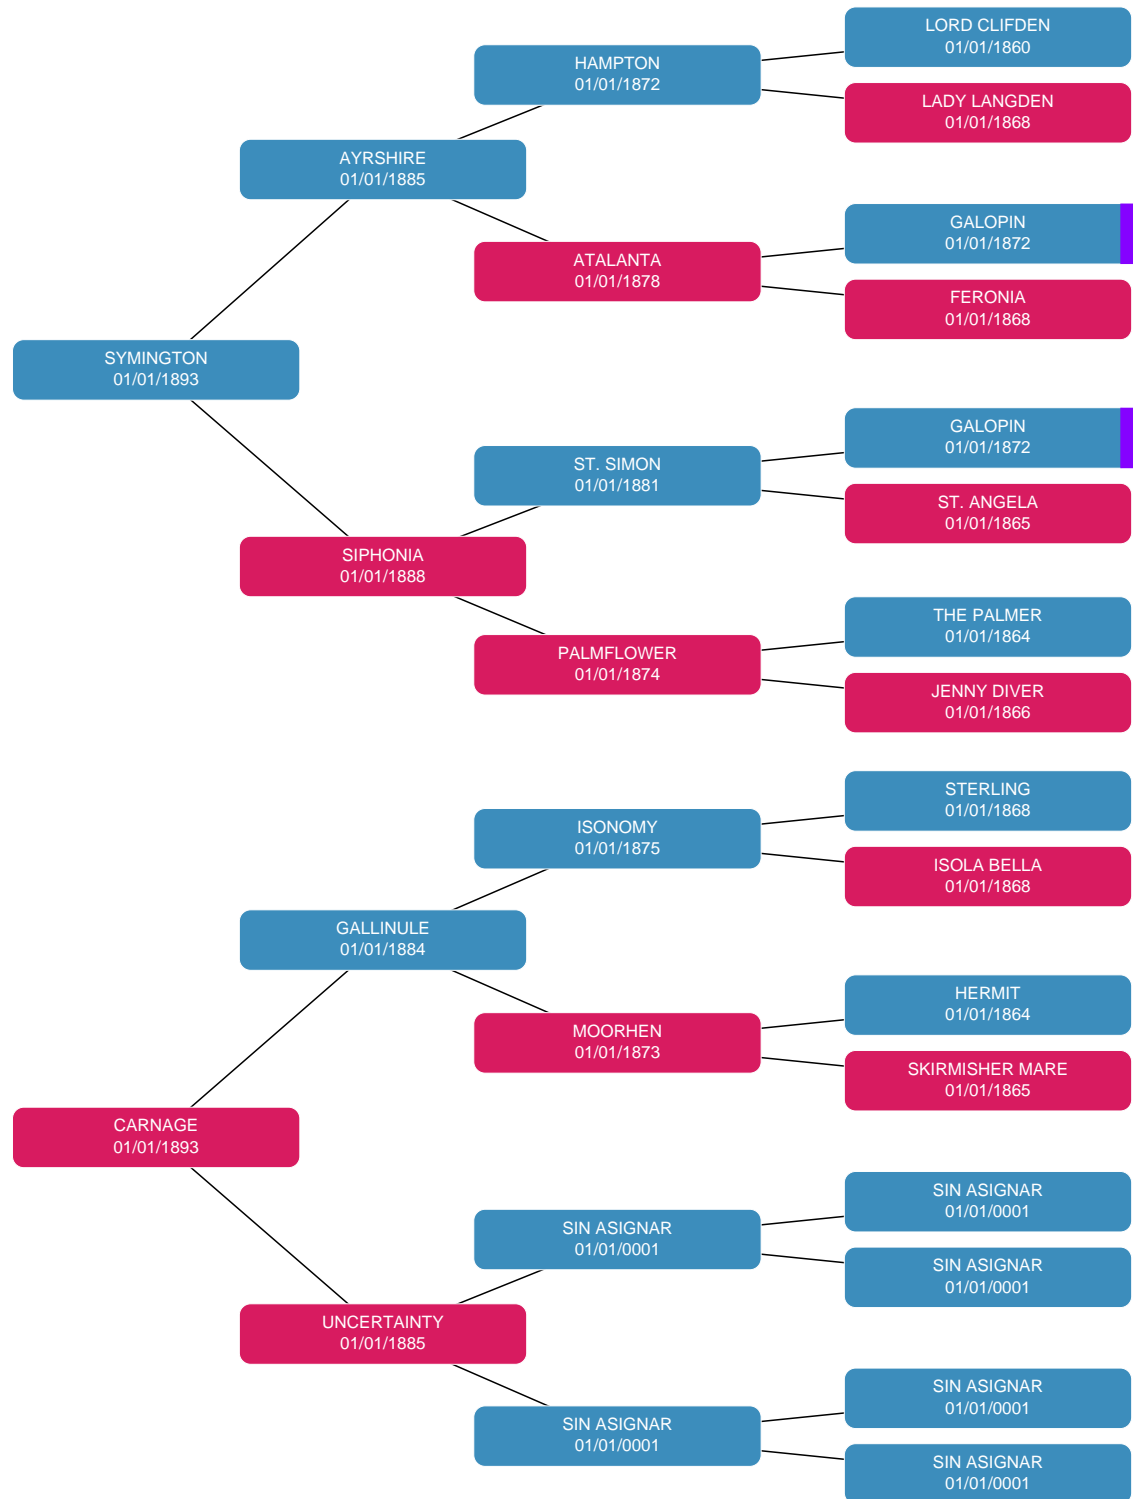 LORD CLIFDEN
01/01/1860
HAMPTON
01/01/1872
LADY LANGDEN
01/01/1868
AYRSHIRE
01/01/1885
GALOPIN
01/01/1872
ATALANTA
01/01/1878
FERONIA
01/01/1868
SYMINGTON
01/01/1893
GALOPIN
01/01/1872
ST. SIMON
01/01/1881
ST. ANGELA
01/01/1865
SIPHONIA
01/01/1888
THE PALMER
01/01/1864
PALMFLOWER
01/01/1874
JENNY DIVER
01/01/1866
STERLING
01/01/1868
ISONOMY
01/01/1875
ISOLA BELLA
01/01/1868
GALLINULE
01/01/1884
HERMIT
01/01/1864
MOORHEN
01/01/1873
SKIRMISHER MARE
01/01/1865
CARNAGE
01/01/1893
SIN ASIGNAR
01/01/0001
SIN ASIGNAR
01/01/0001
SIN ASIGNAR
01/01/0001
UNCERTAINTY
01/01/1885
SIN ASIGNAR
01/01/0001
SIN ASIGNAR
01/01/0001
SIN ASIGNAR
01/01/0001